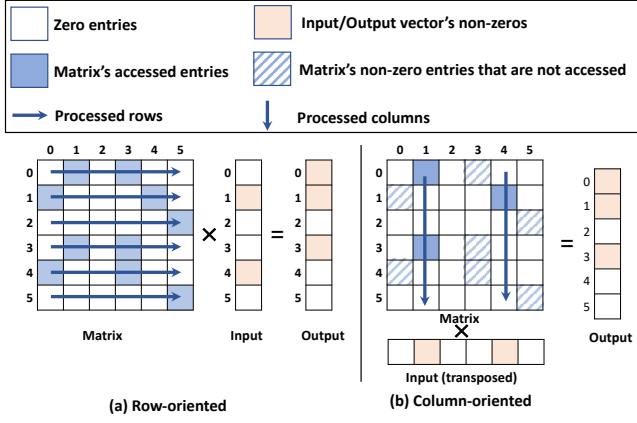 Zero entries
Input/Output vector's non-zeros
Matrix's accessed entries
Matrix's non-zero entries that are not accessed
Processed rows
Processed columns
0 1 2 3 4 5
0
1
2
3
4
5
Matrix
×
0
1
2
3
4
5
Input
=
0
1
2
3
4
5
Output
(a) Row-oriented
0 1 2 3 4 5
0
1
2
3
4
5
Matrix
×
Input (transposed)
=
0
1
2
3
4
5
Output
(b) Column-oriented